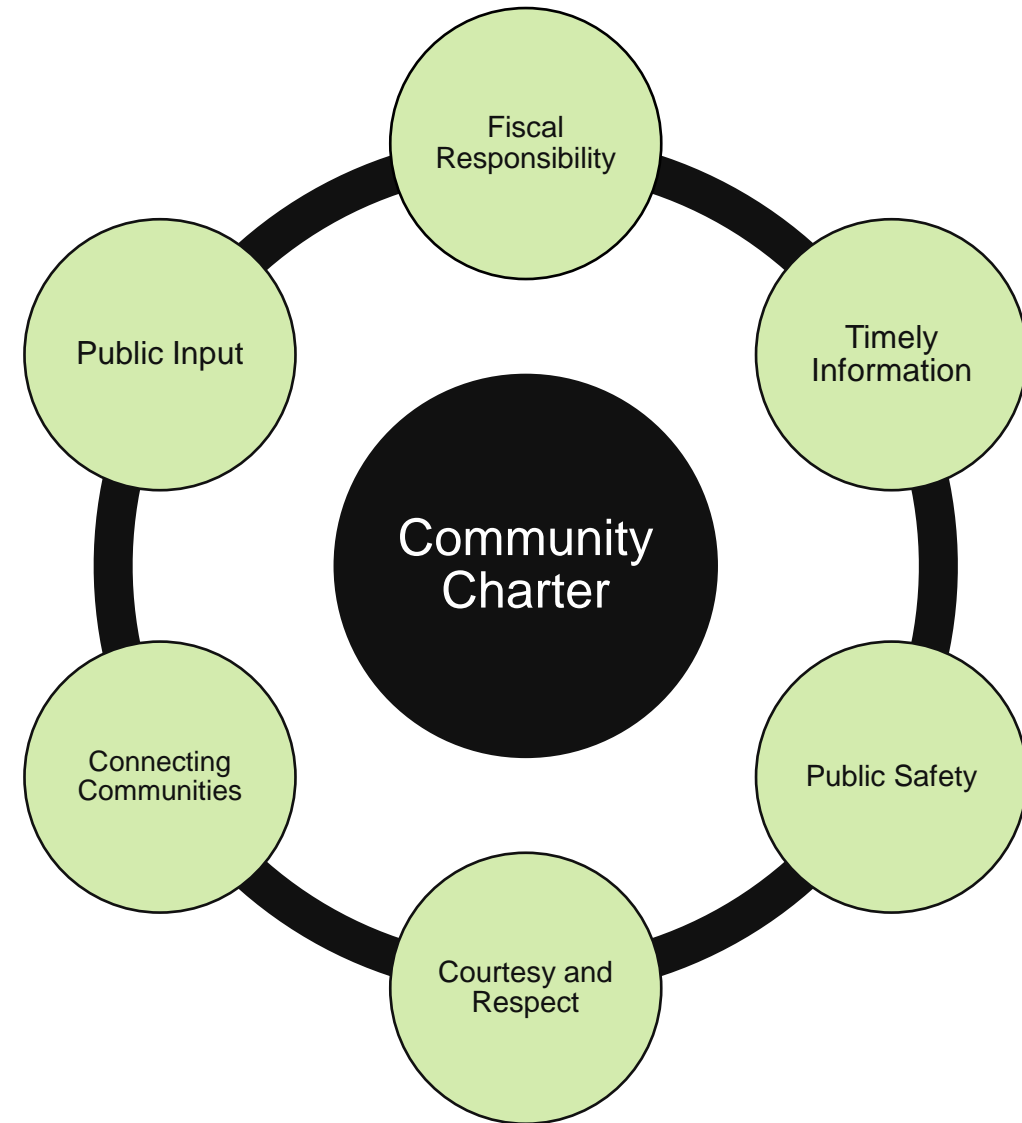 Fiscal
Responsibility
Timely
Information
Public Safety
Courtesy and
Respect
Connecting
Communities
Public Input
Community
Charter